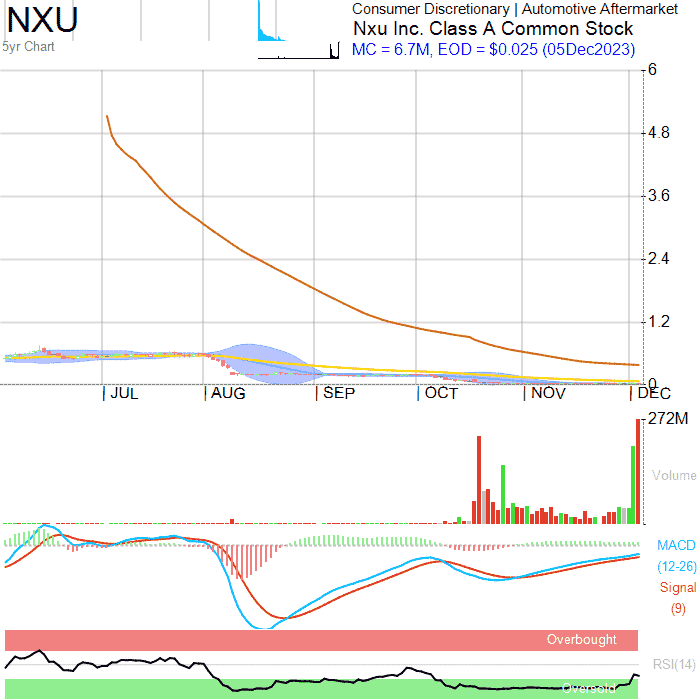 NXU
5yr Chart
Consumer Discretionary | Automotive Aftermarket
Nxu Inc. Class A Common Stock
MC = 6.7M, EOD = $0.025 (05Dec2023)
6
4.8
3.6
2.4
1.2
0
JUL AUG SEP OCT NOV DEC
272M
Volume
MACD
(12-26)
Signal
(9)
Overbought
RSI(14)
Oversold